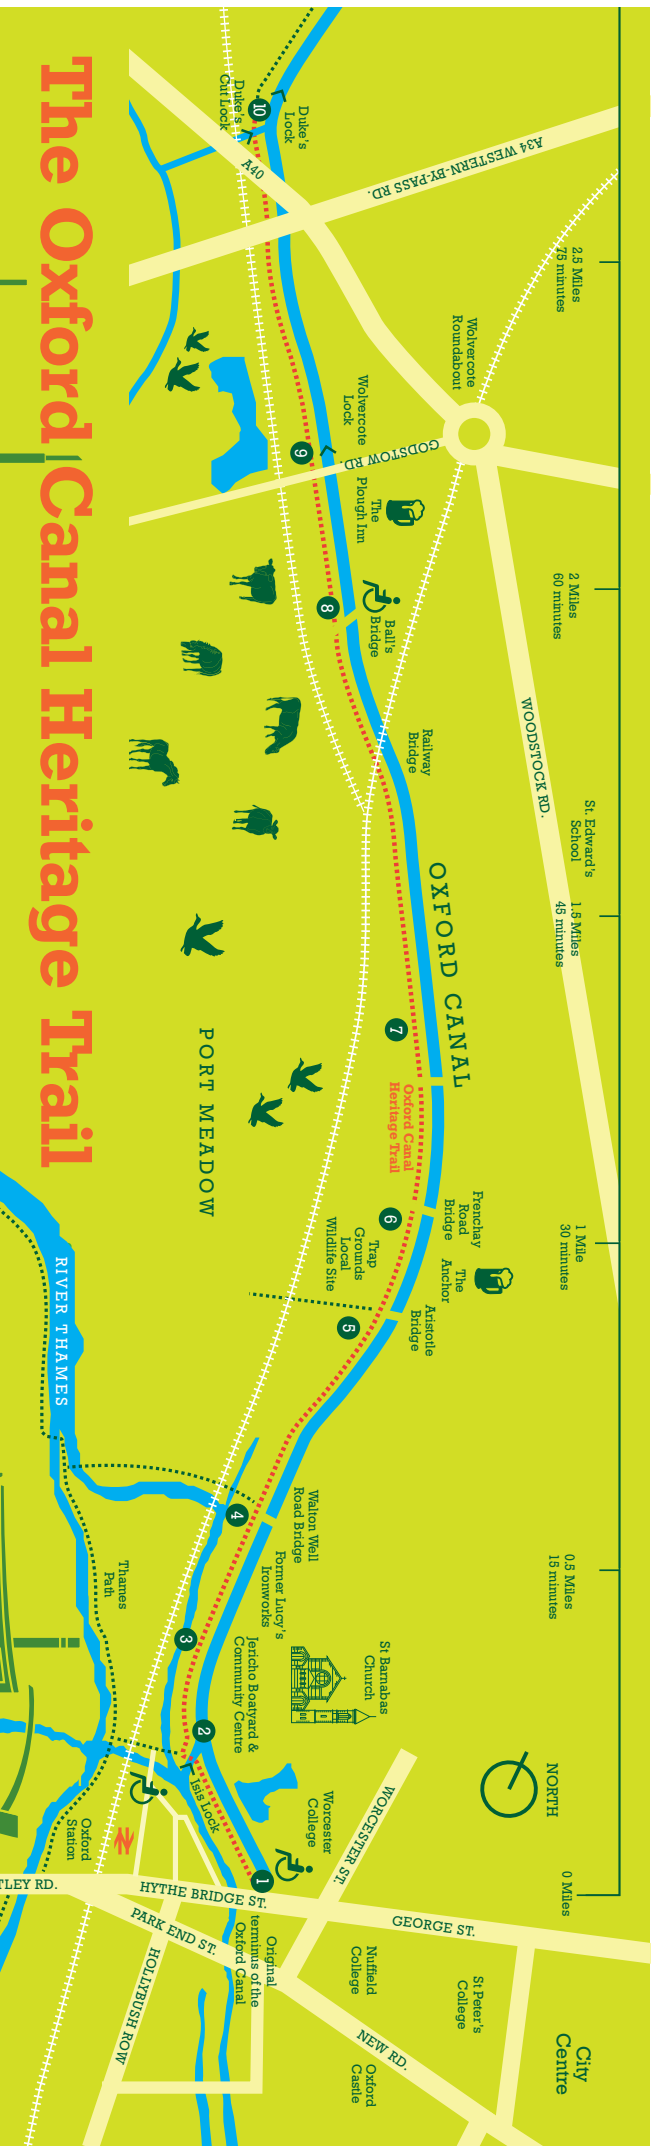 The Oxford Canal Heritage Trail
Duke's
Cut Lock
10
Duke's
Lock
A40
A34 WESTERN-BY-PASS RD.
2.5 Miles
75 minutes
Wolvercote
Roundabout
Wolvercote
Lock
9
GODSTOW RD.
The
Plough Inn
8
Ball's
Bridge
2 Miles
60 minutes
WOODSTOCK RD.
Railway
Bridge
St. Edward's
School
1.5 Miles
45 minutes
OXFORD CANAL
7
PORT MEADOW
Oxford Canal
Heritage Trail
Frenchay
Road
Bridge
6
Trap
Grounds
Local
Wildlife Site
The
Anchor
1 Mile
30 minutes
Aristotle
Bridge
5
RIVER THAMES
Walton Well
Road Bridge
4
Former Lucy's
Ironworks
0.5 Miles
15 minutes
Thames
Path
3
Jericho Boatyard &
Community Centre
St Barnabas
Church
2
Isis Lock
NORTH
Worcester
College
WORCESTER ST.
Oxford
Station
1
0 Miles
TLEY RD.
HYTHE BRIDGE ST.
GEORGE ST.
PARK END ST.
Original
terminus of the
Oxford Canal
Nuffield
College
St Peter's
College
HOLLYBUSH ROW
NEW RD.
Oxford
Castle
City
Centre